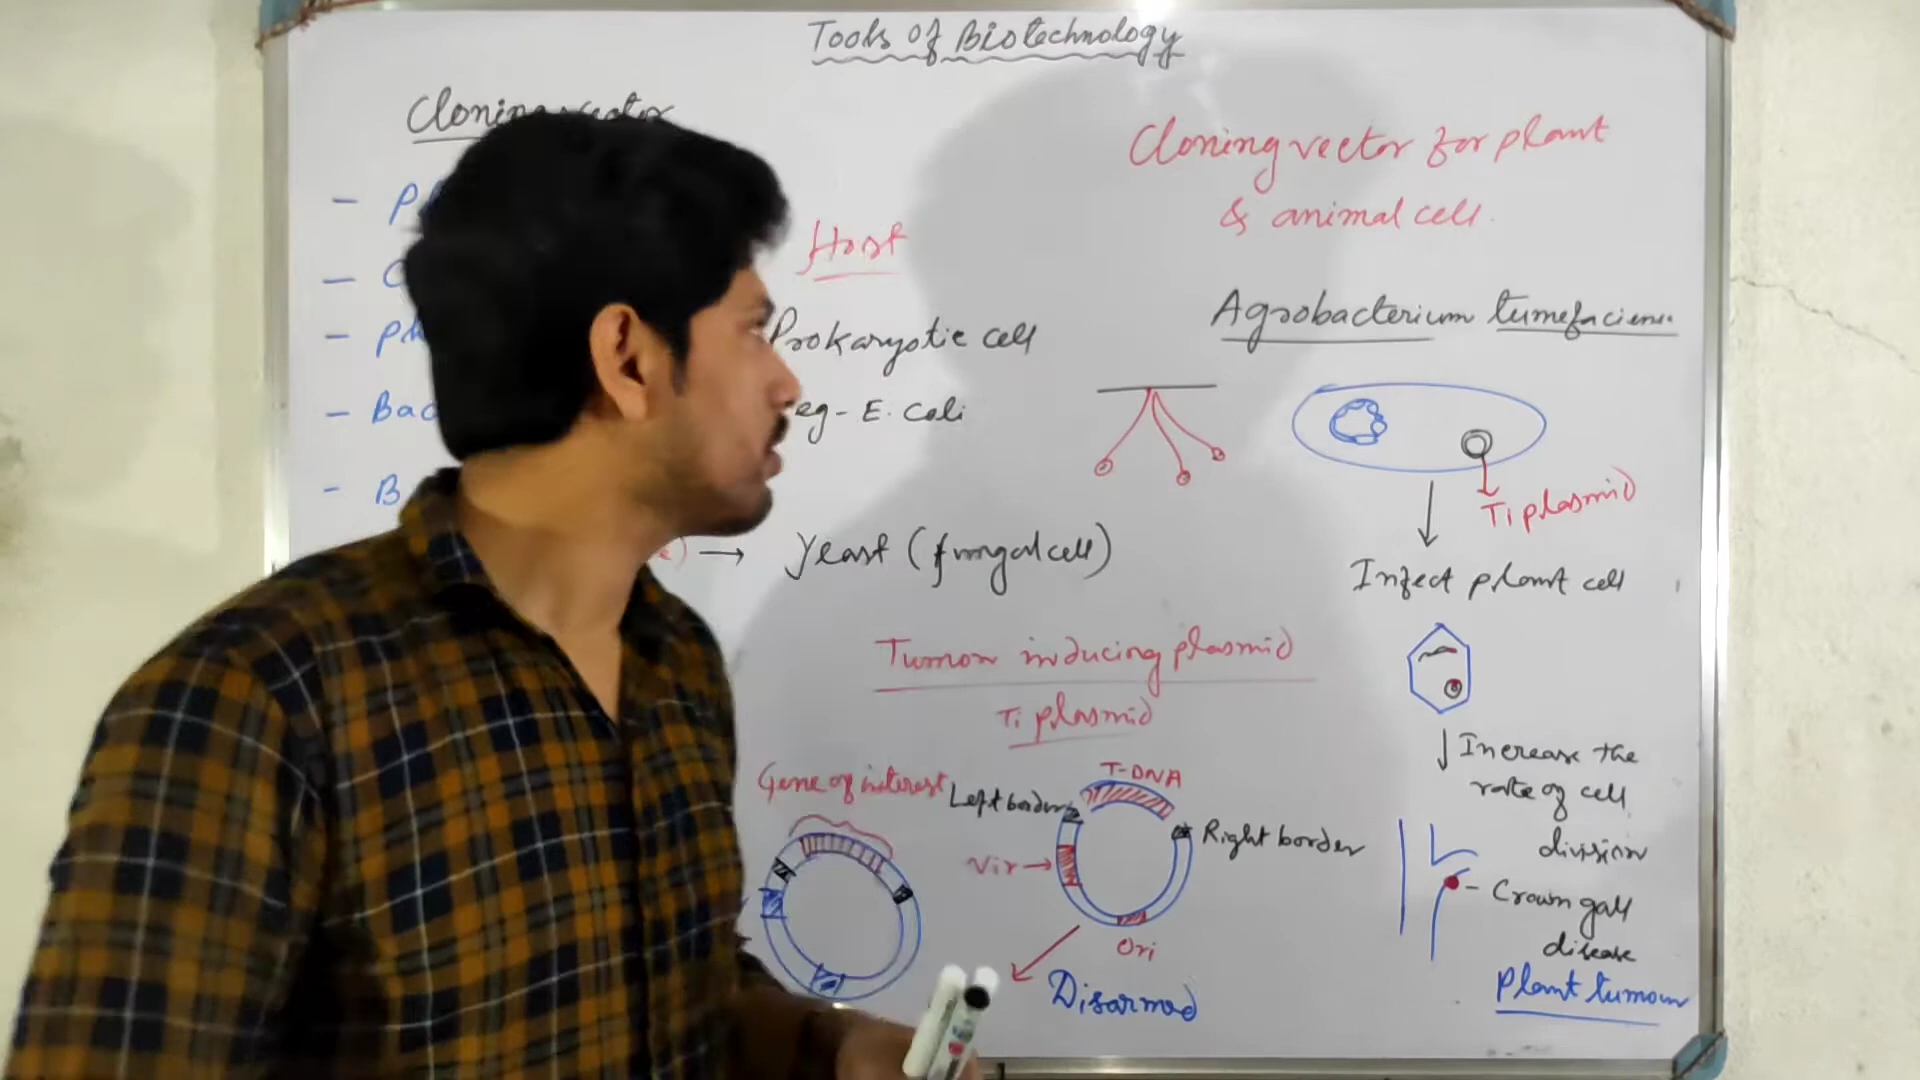 Tools of Biotechnology
Cloning vector
Host
Prokaryotic cell
eg - E. coli
→ Yeast (fungal cell)
Cloning vector for plant
& animal cell.
Agrobacterium tumefaciens
Ti plasmid
Infect plant cell
Increase the
rate of cell
division
- Crown gall
disease
Plant tumour
Tumor inducing plasmid
Ti plasmid
Gene of interest
Left border
T-DNA
Right border
Vir →
Ori
Disarmed